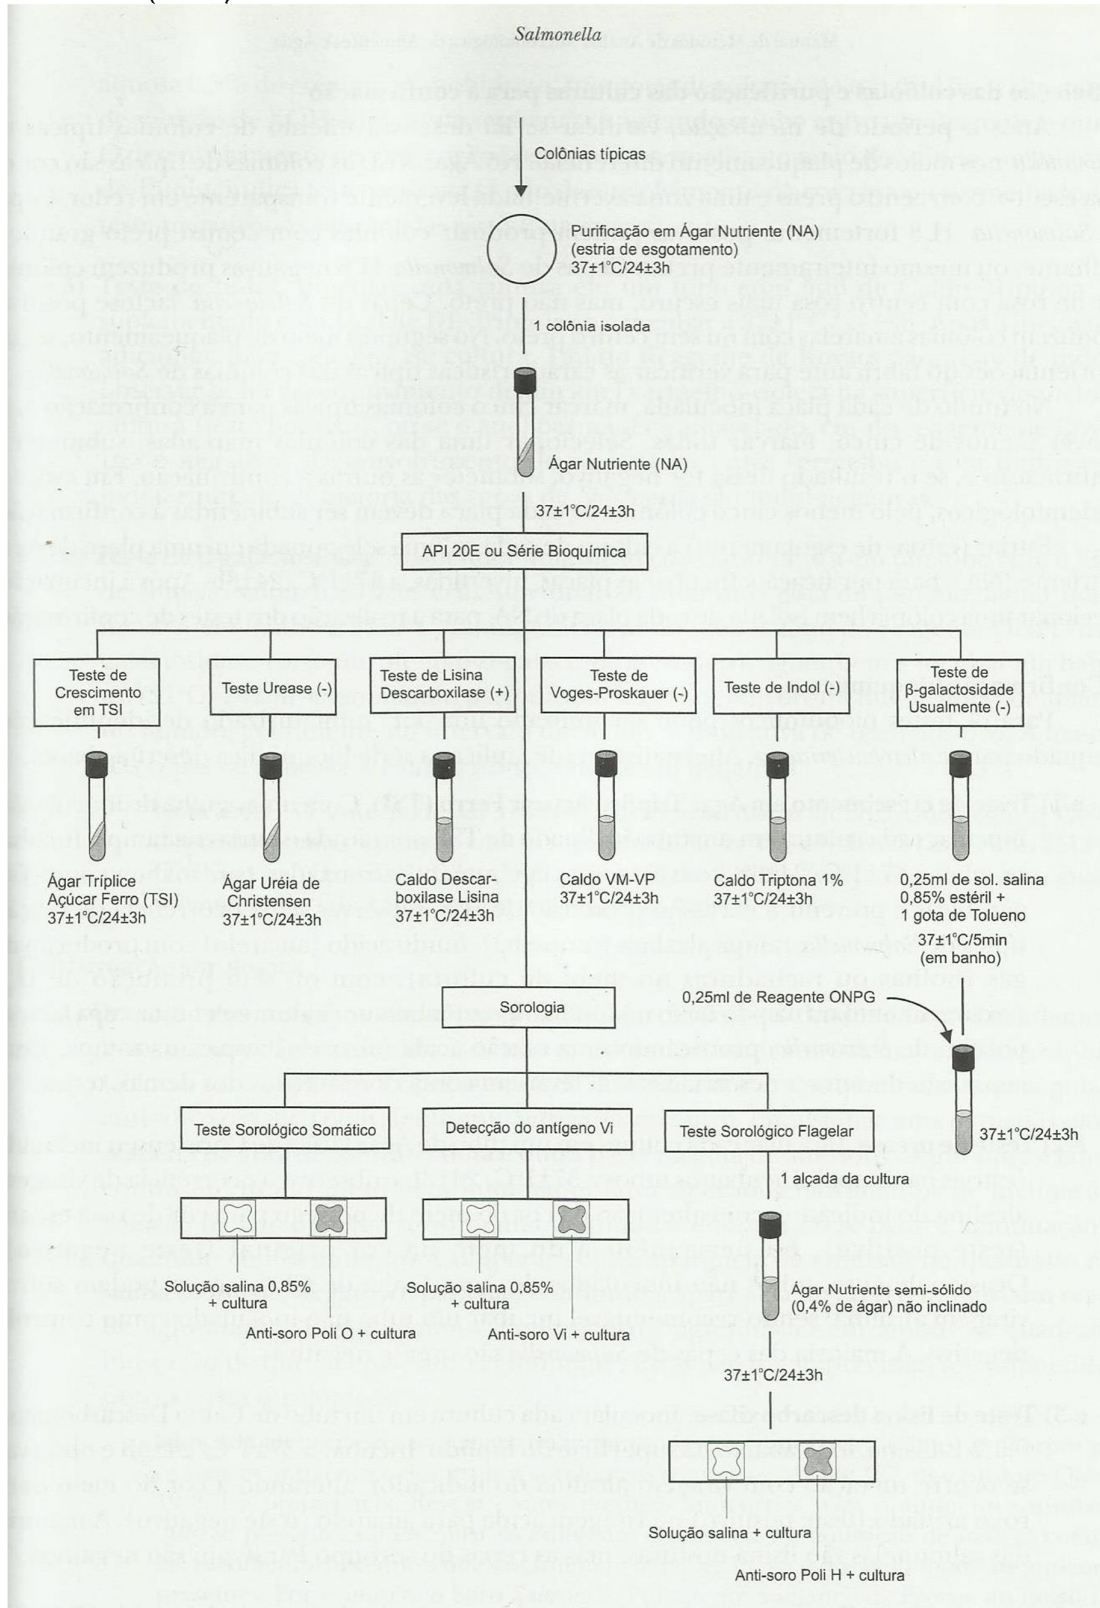 Salmonella
Colônias típicas
Purificação em Ágar Nutriente (NA)
(estria de esgotamento)
37±1°C/24±3h
1 colônia isolada
Ágar Nutriente (NA)
37±1°C/24±3h
API 20E ou Série Bioquímica
Teste de
Crescimento
em TSI
Teste Urease (-)
Teste de Lisina
Descarboxilase (+)
Teste de
Voges-Proskauer (-)
Teste de Indol (-)
Teste de
β-galactosidade
Usualmente (-)
Ágar Tríplice
Açúcar Ferro (TSI)
37±1°C/24±3h
Ágar Uréia de
Christensen
37±1°C/24±3h
Caldo Descar-
boxilase Lisina
37±1°C/24±3h
Caldo VM-VP
37±1°C/24±3h
Caldo Triptona 1%
37±1°C/24±3h
0,25ml de sol. salina
0,85% estéril +
1 gota de Tolueno
37±1°C/5min
(em banho)
0,25ml de Reagente ONPG
37±1°C/24±3h
Sorologia
Teste Sorológico Somático
Detecção do antígeno Vi
Teste Sorológico Flagelar
1 alçada da cultura
Solução salina 0,85%
+ cultura
Anti-soro Poli O + cultura
Solução salina 0,85%
+ cultura
Anti-soro Vi + cultura
Ágar Nutriente semi-sólido
(0,4% de ágar) não inclinado
37±1°C/24±3h
Solução salina + cultura
Anti-soro Poli H + cultura